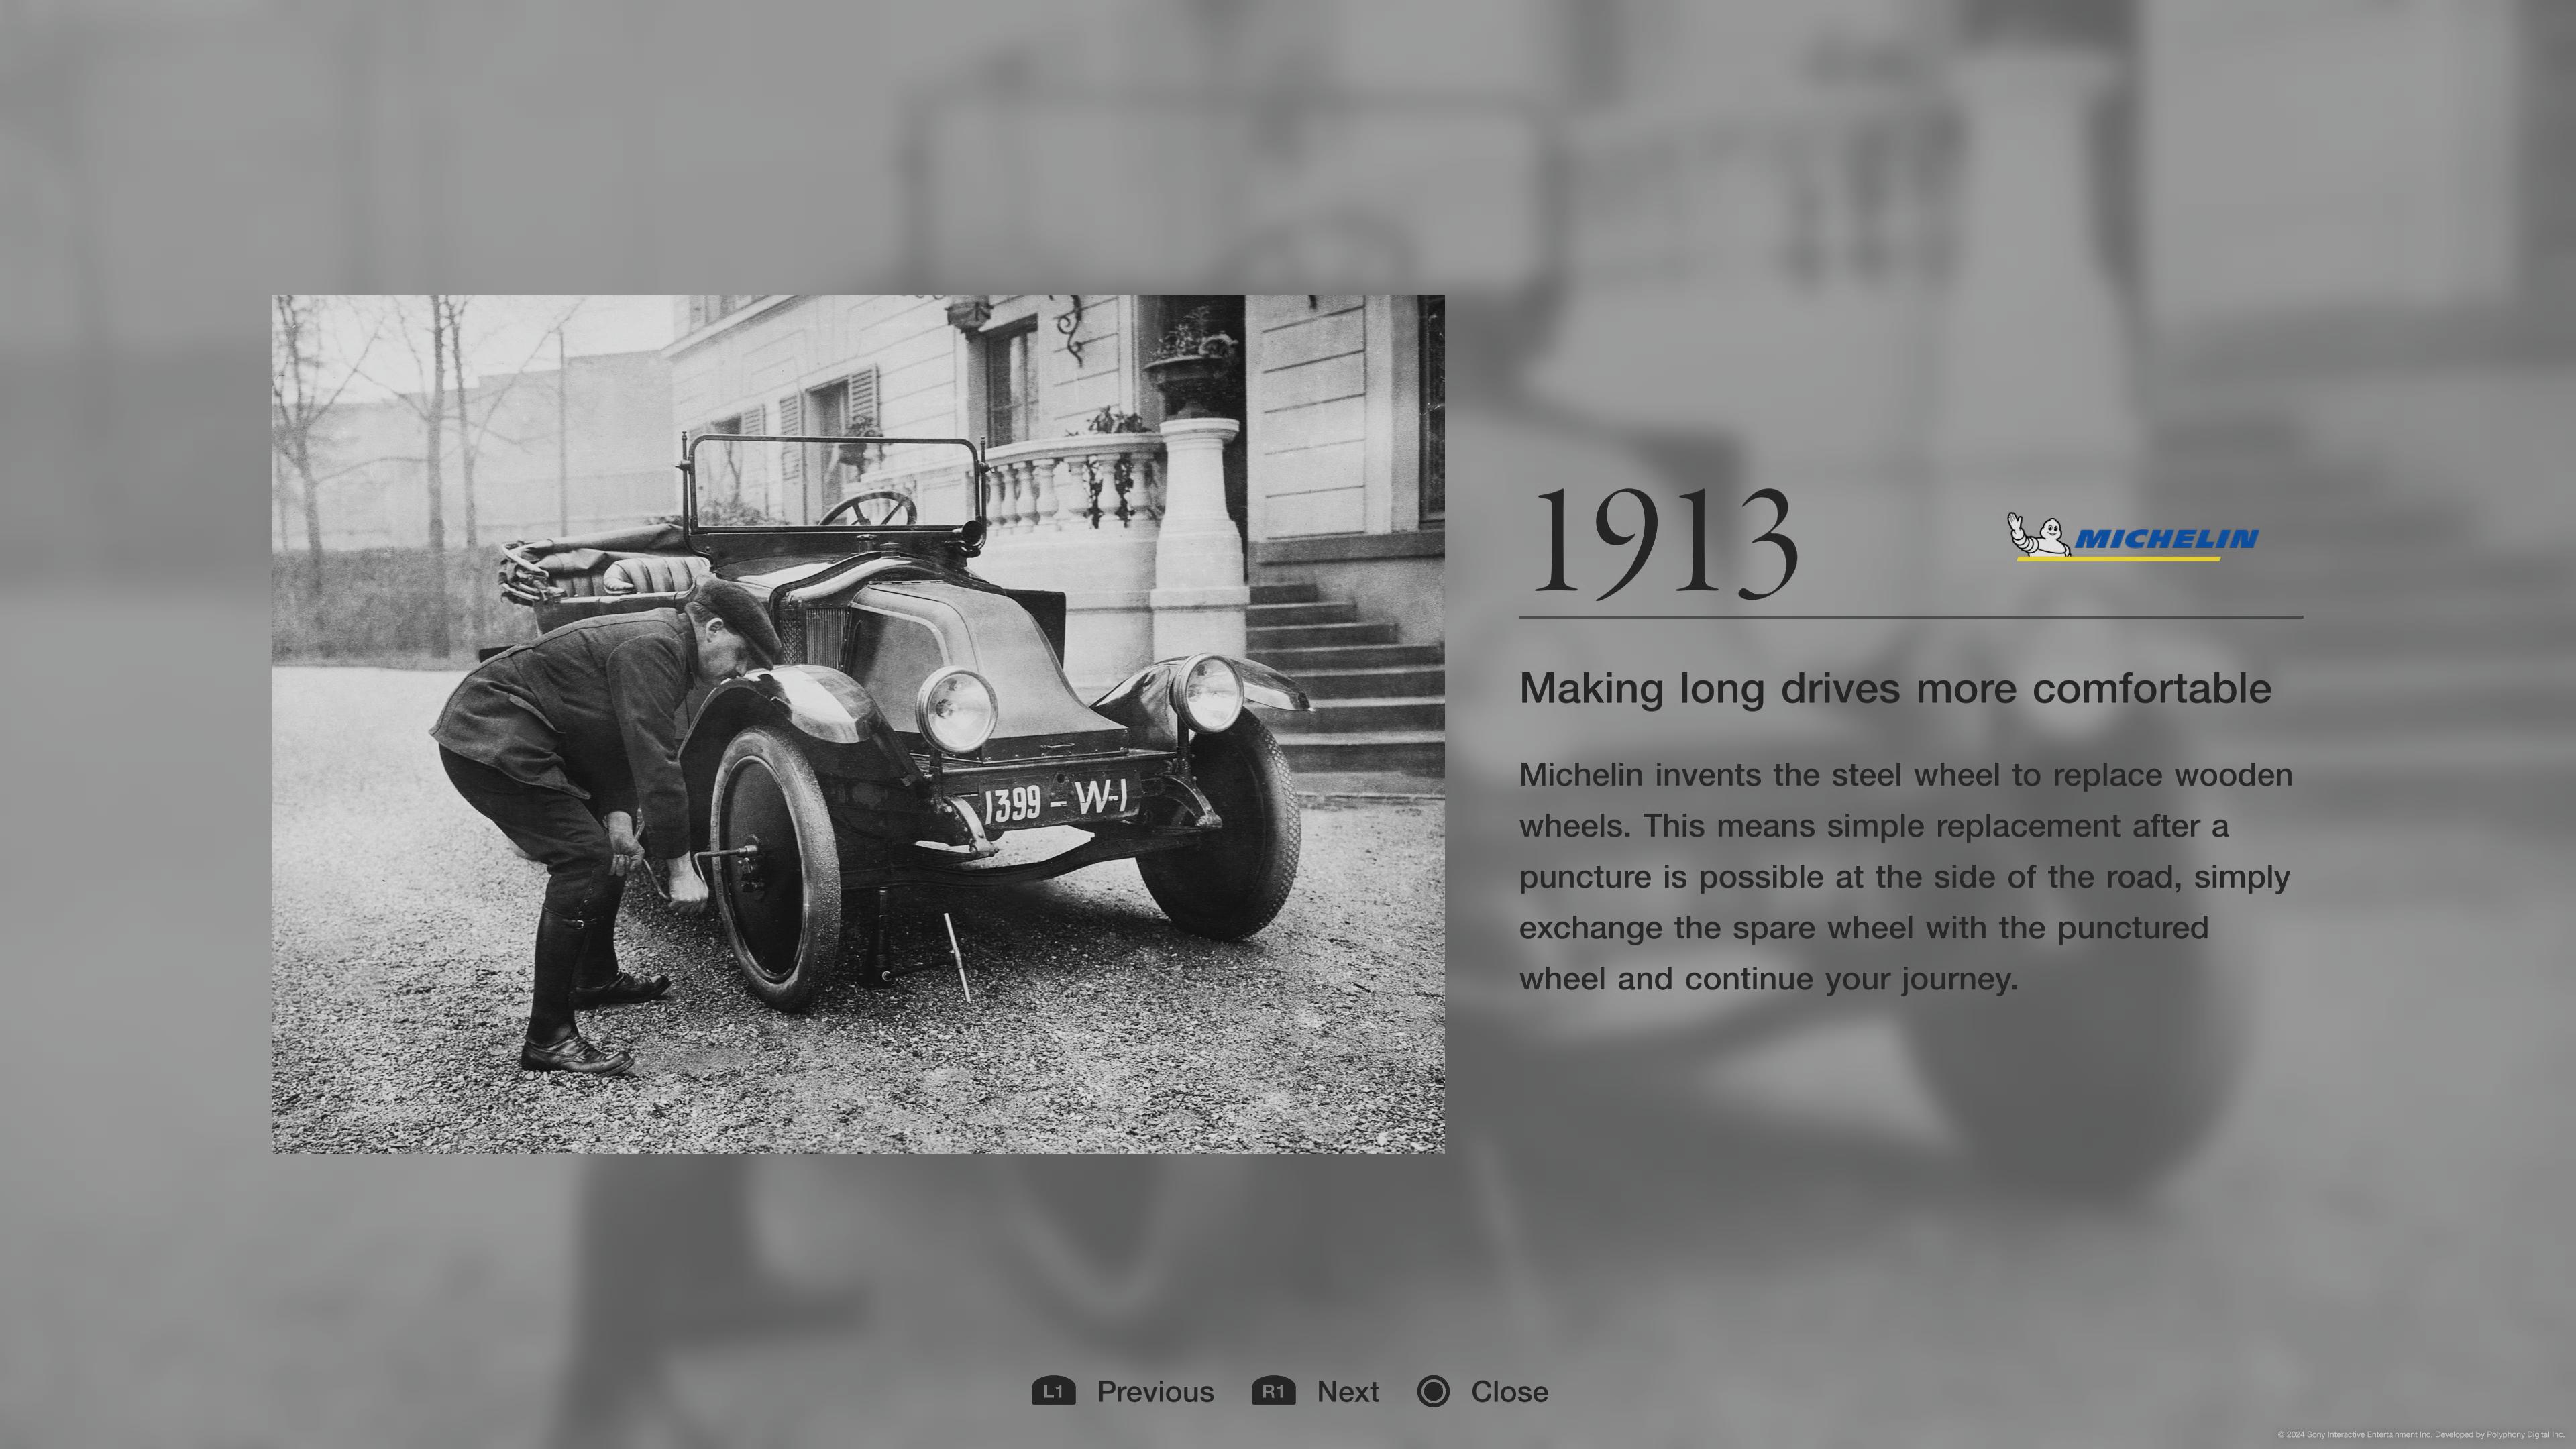 1399 - W-1
1913
MICHELIN
Making long drives more comfortable
Michelin invents the steel wheel to replace wooden
wheels. This means simple replacement after a
puncture is possible at the side of the road, simply
exchange the spare wheel with the punctured
wheel and continue your journey.
L1 Previous R1 Next Close
© 2024 Sony Interactive Entertainment Inc. Developed by Polyphony Digital Inc.